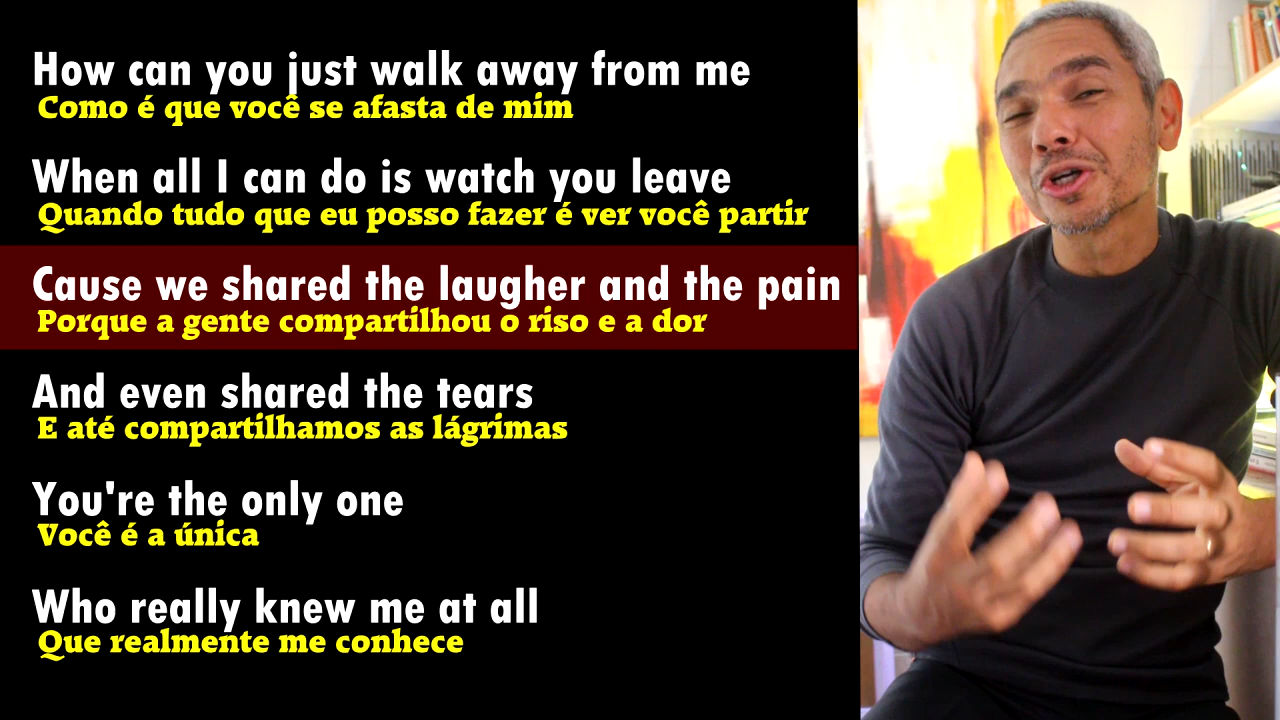 How can you just walk away from me
Como é que você se afasta de mim
When all I can do is watch you leave
Quando tudo que eu posso fazer é ver você partir
Cause we shared the laugher and the pain
Porque a gente compartilhou o riso e a dor
And even shared the tears
E até compartilhamos as lágrimas
You're the only one
Você é a única
Who really knew me at all
Que realmente me conhece